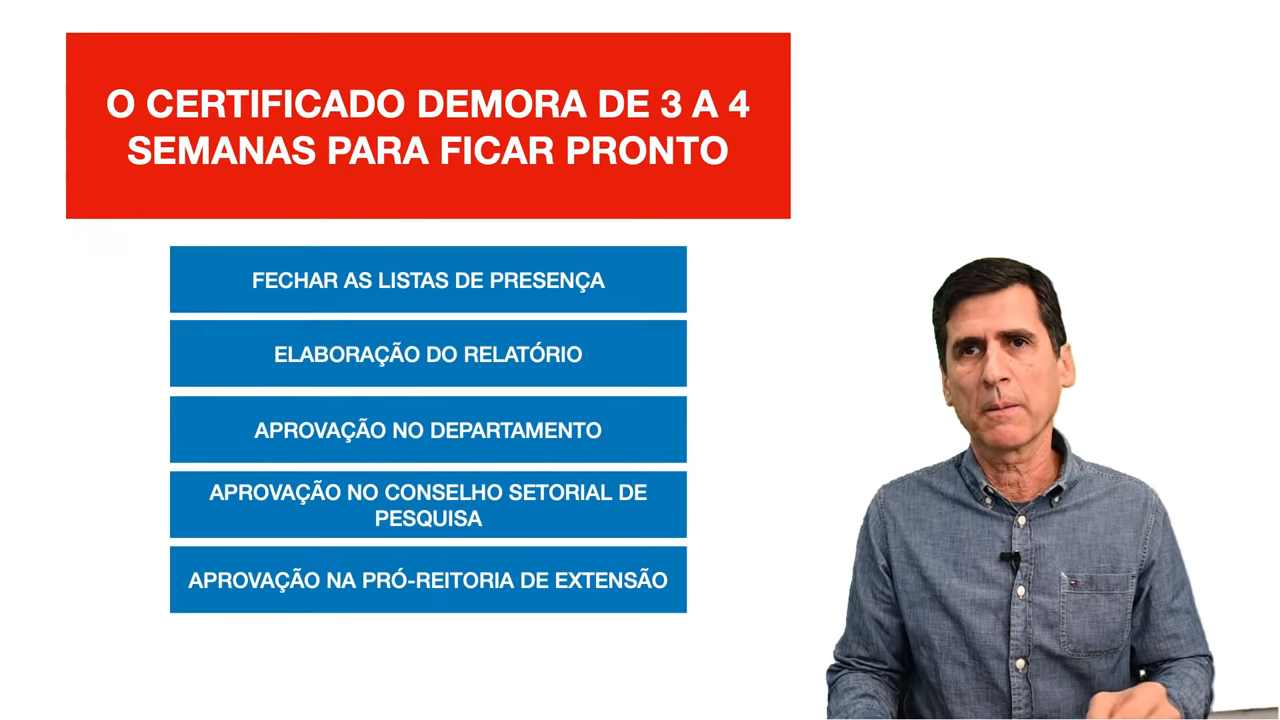 O CERTIFICADO DEMORA DE 3 A 4
SEMANAS PARA FICAR PRONTO
FECHAR AS LISTAS DE PRESENÇA
ELABORAÇÃO DO RELATÓRIO
APROVAÇÃO NO DEPARTAMENTO
APROVAÇÃO NO CONSELHO SETORIAL DE
PESQUISA
APROVAÇÃO NA PRÓ-REITORIA DE EXTENSÃO